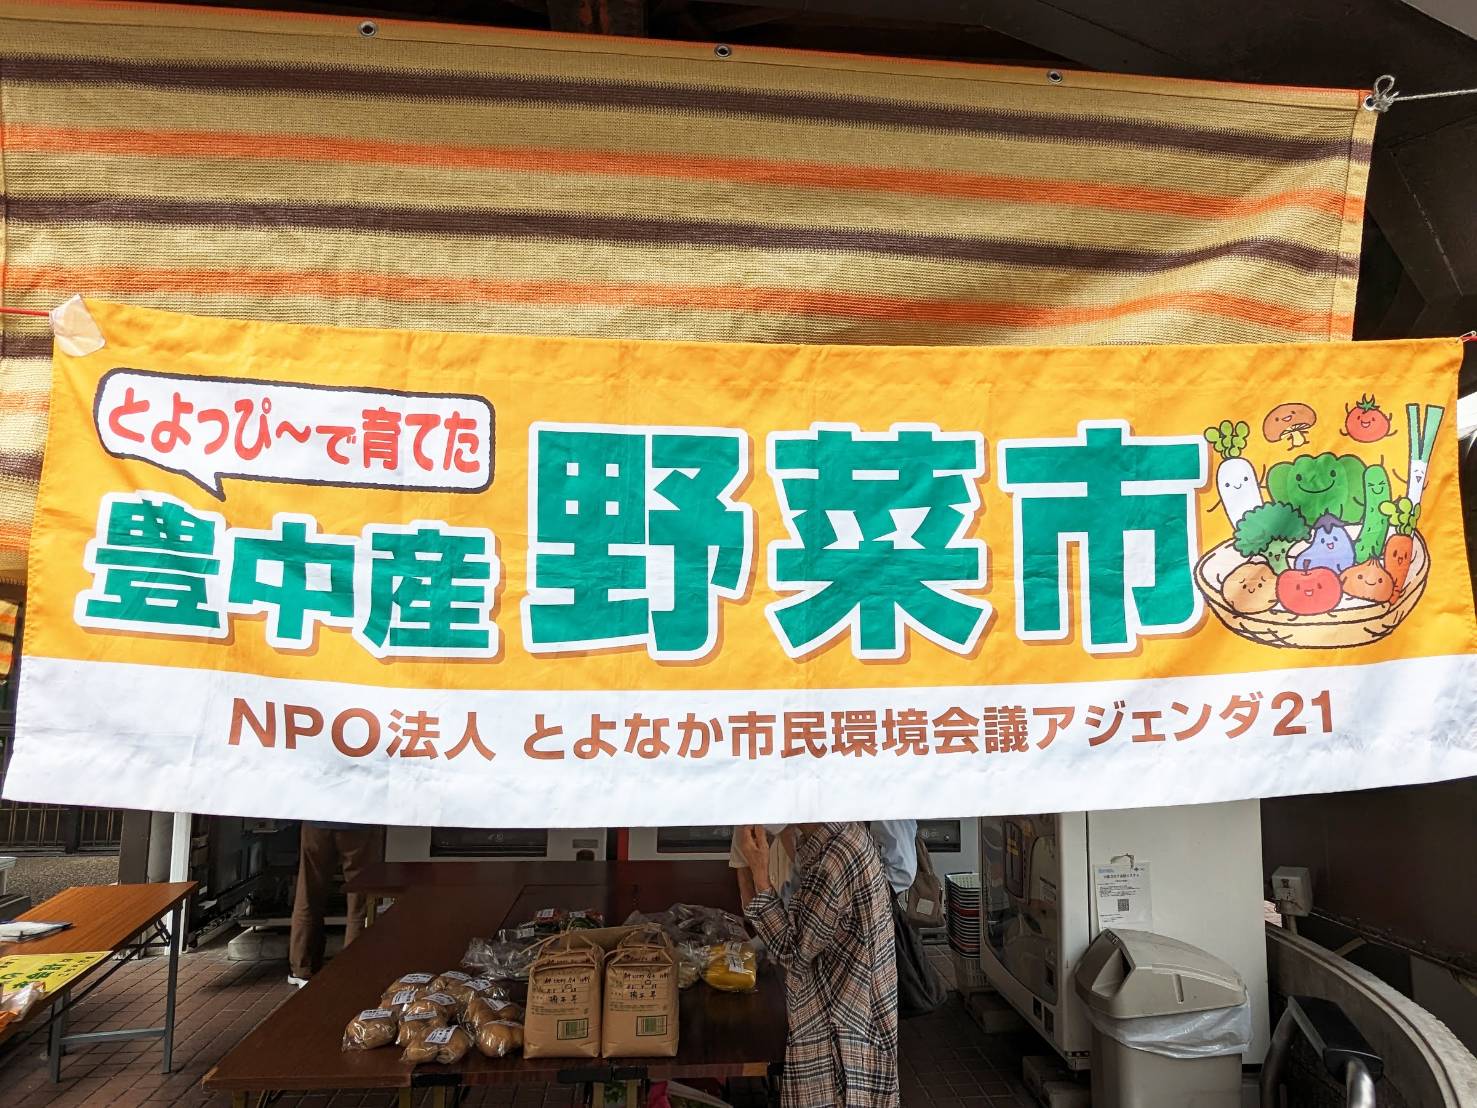 とよっぴ～で育てた
豊中産
野菜市
NPO法人 とよなか市民環境会議アジェンダ21